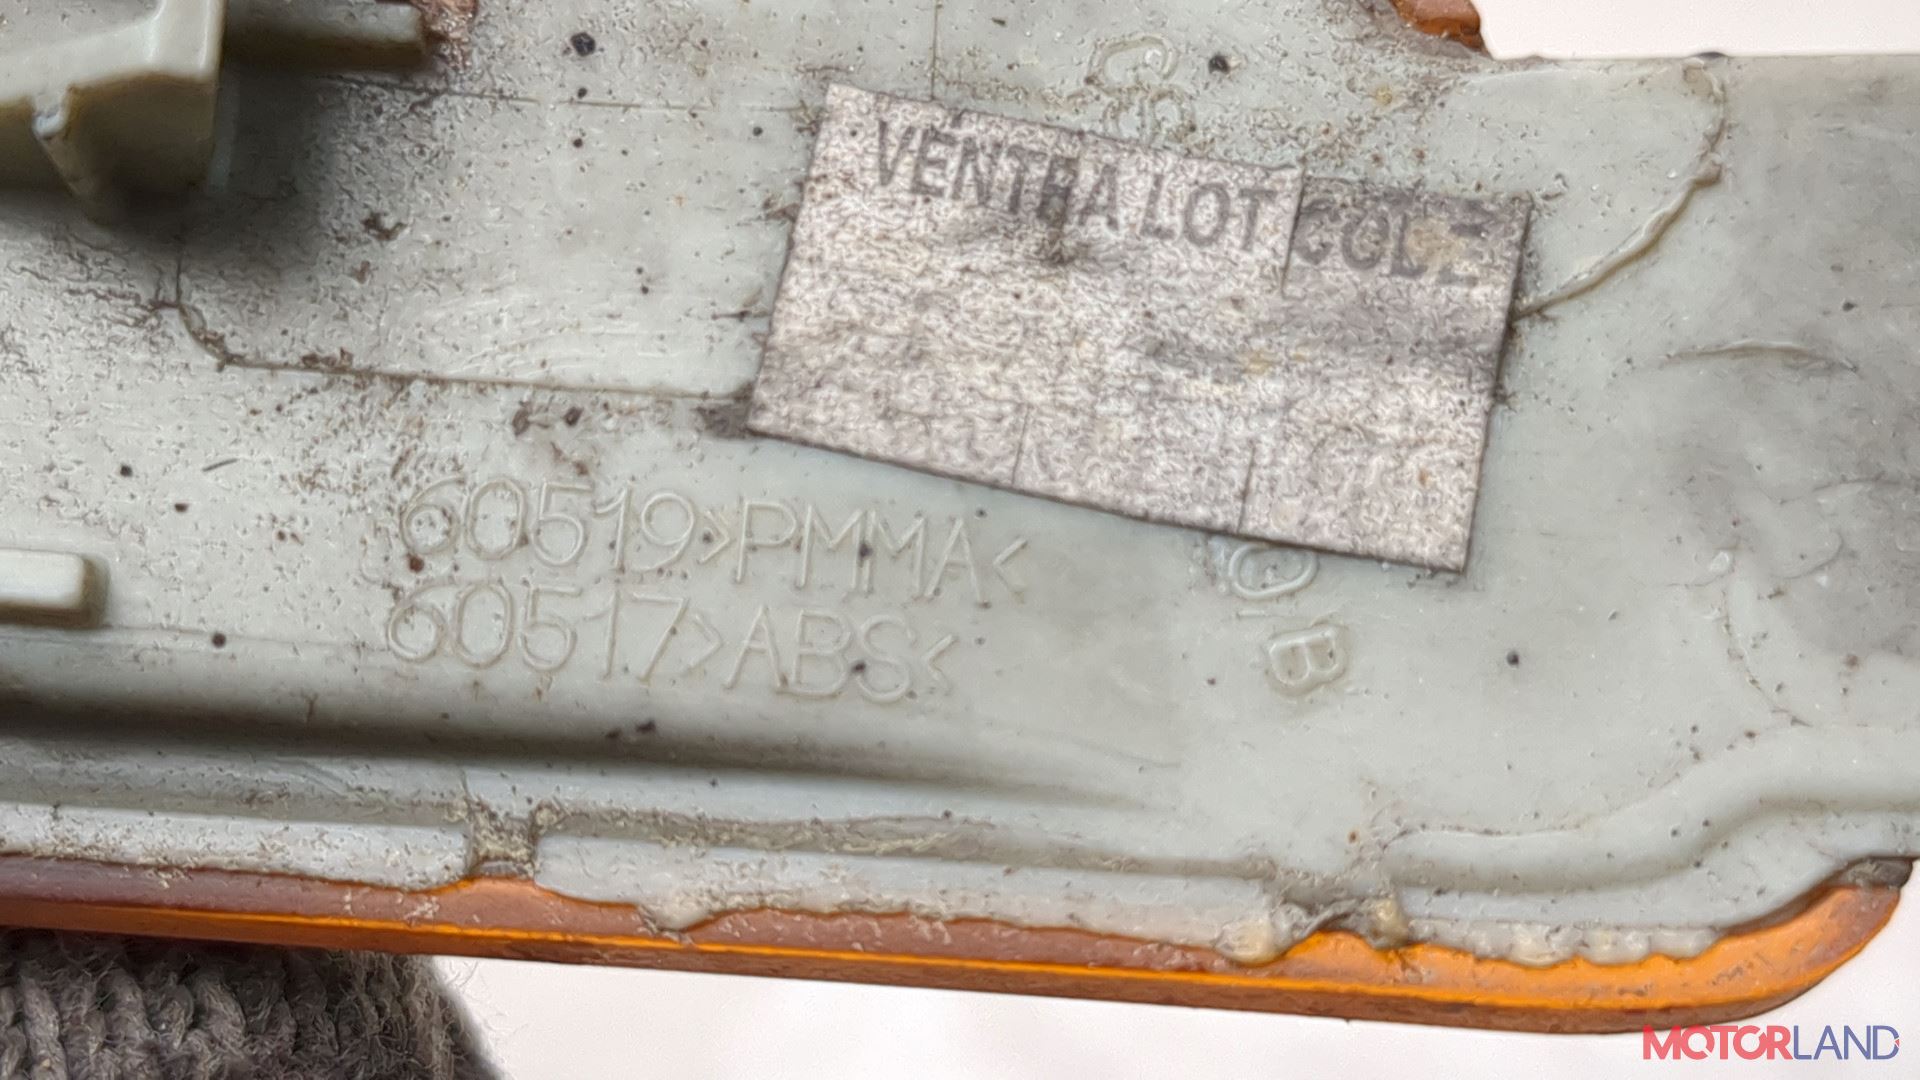 VENTRA LOT CODE
60519>PMMA<
60517>ABS<
B
MOTORLAND